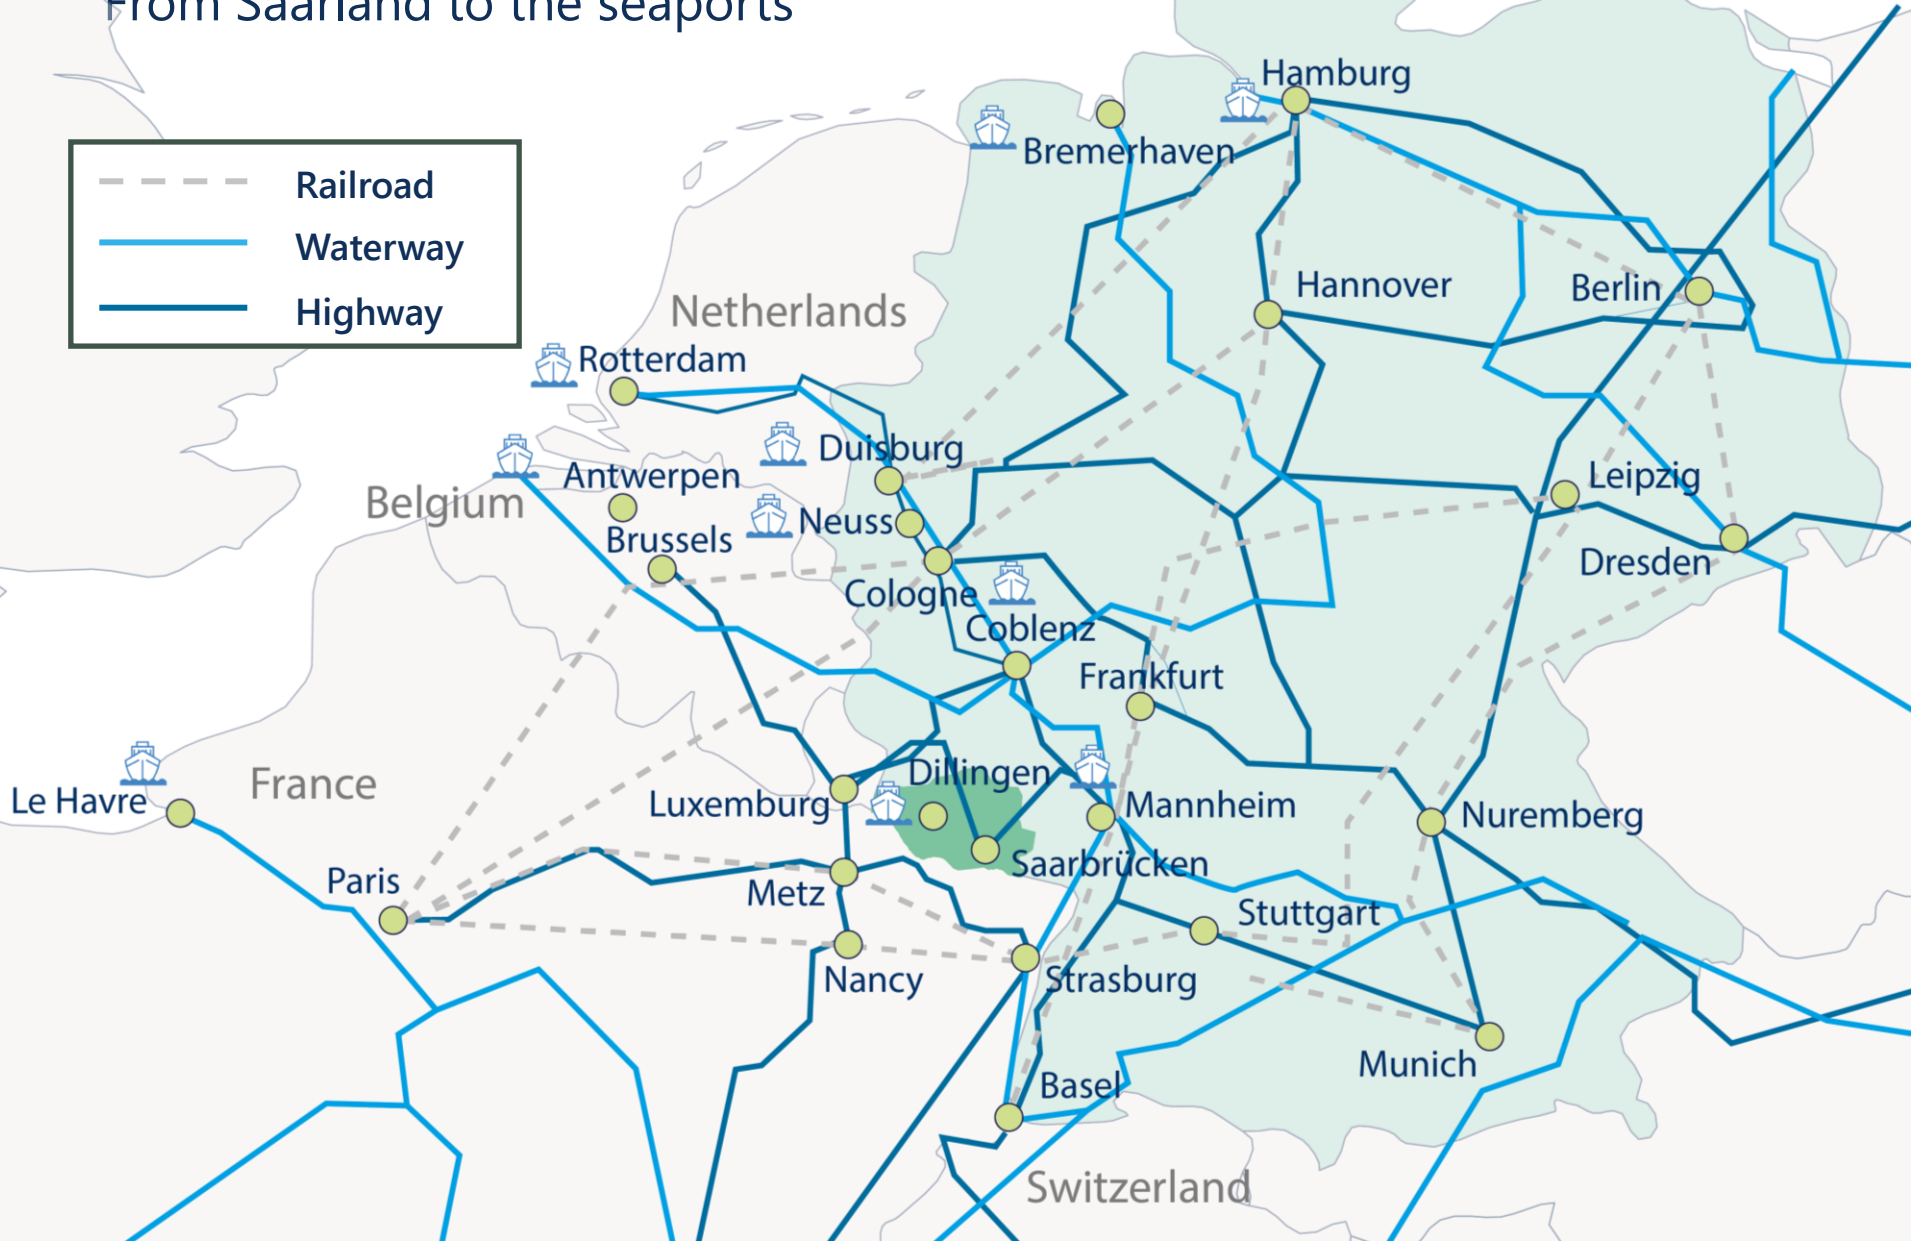 From Saarland to the seaports
Railroad
Waterway
Highway
Hamburg
Bremerhaven
Hannover
Berlin
Netherlands
Rotterdam
Duisburg
Antwerpen
Belgium
Neuss
Brussels
Leipzig
Dresden
Cologne
Coblenz
Frankfurt
Le Havre
France
Luxemburg
Dillingen
Mannheim
Nuremberg
Saarbrücken
Paris
Metz
Stuttgart
Nancy
Strasburg
Munich
Basel
Switzerland